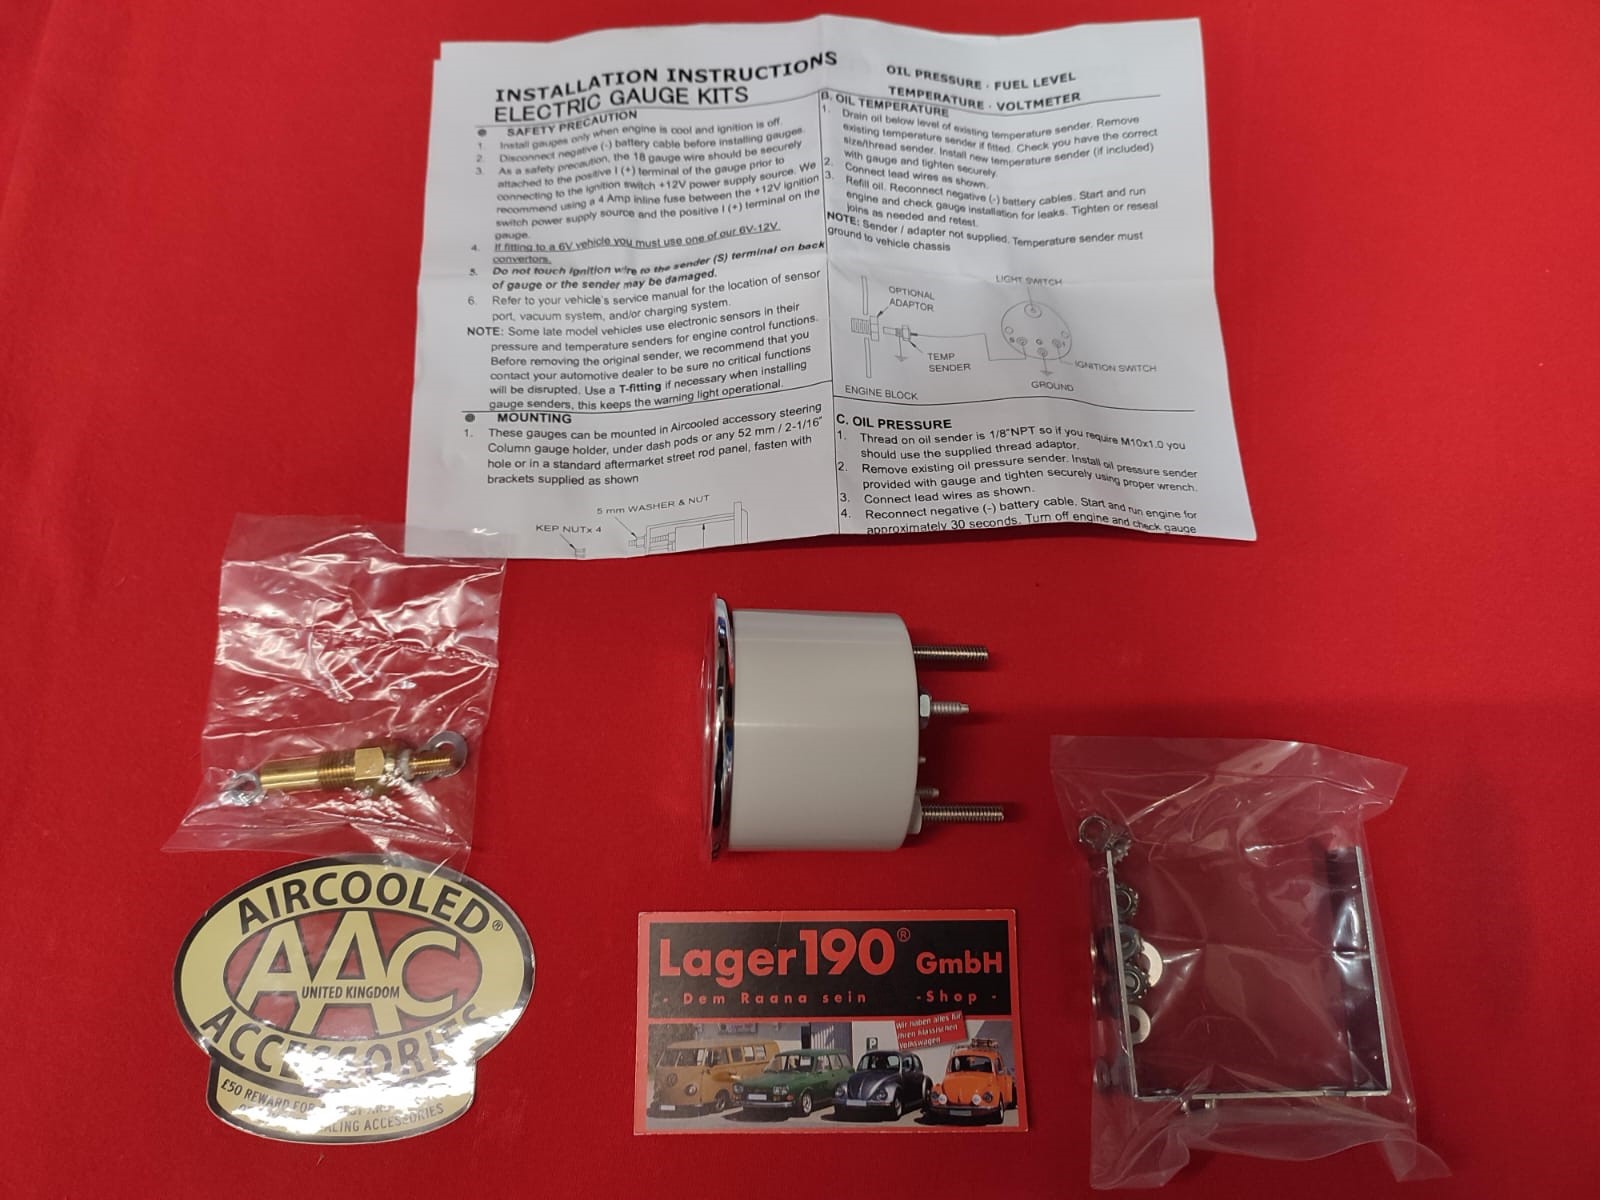 INSTALLATION INSTRUCTIONS
ELECTRIC GAUGE KITS
SAFETY PRECAUTION
1. Install gauges only when engine is cool and ignition is off.
2. Disconnect negative (-) battery cable before installing gauges.
3. As a safety precaution, the 18 gauge wire should be securely
attached to the positive I (+) terminal of the gauge prior to
connecting to the ignition switch +12V power supply source. We
recommend using a 4 Amp inline fuse between the +12V ignition
switch power supply source and the positive I (+) terminal on the
gauge.
4. If fitting to a 6V vehicle you must use one of our 6V-12V
convertors.
5. Do not touch ignition wire to the sender (S) terminal on back
of gauge or the sender may be damaged.
6. Refer to your vehicle's service manual for the location of sensor
port, vacuum system, and/or charging system.
NOTE: Some late model vehicles use electronic sensors in their
pressure and temperature senders for engine control functions.
Before removing the original sender, we recommend that you
contact your automotive dealer to be sure no critical functions
will be disrupted. Use a T-fitting if necessary when installing
gauge senders, this keeps the warning light operational.
MOUNTING
1. These gauges can be mounted in Aircooled accessory steering
Column gauge holder, under dash pods or any 52 mm / 2-1/16"
hole or in a standard aftermarket street rod panel, fasten with
brackets supplied as shown
5 mm WASHER & NUT
KEP NUTx 4
OIL PRESSURE · FUEL LEVEL
TEMPERATURE · VOLTMETER
B. OIL TEMPERATURE
1. Drain oil below level of existing temperature sender. Remove
existing temperature sender if fitted. Check you have the correct
size/thread sender. Install new temperature sender (if included)
with gauge and tighten securely.
2. Connect lead wires as shown.
3. Refill oil. Reconnect negative (-) battery cables. Start and run
engine and check gauge installation for leaks. Tighten or reseal
joins as needed and retest.
NOTE: Sender / adapter not supplied. Temperature sender must
ground to vehicle chassis
LIGHT SWITCH
OPTIONAL
ADAPTOR
TEMP
SENDER
S G I
IGNITION SWITCH
GROUND
ENGINE BLOCK
C. OIL PRESSURE
1. Thread on oil sender is 1/8"NPT so if you require M10x1.0 you
should use the supplied thread adaptor.
2. Remove existing oil pressure sender. Install oil pressure sender
provided with gauge and tighten securely using proper wrench.
3. Connect lead wires as shown.
4. Reconnect negative (-) battery cable. Start and run engine for
approximately 30 seconds. Turn off engine and check gauge
AIRCOOLED®
AAC
UNITED KINGDOM
ACCESSORIES
£50 REWARD FOR
ACCESSORIES
Lager190® GmbH
- Dem Raana sein -Shop -
Wir haben alles für
Ihren klassischen
Volkswagen
P